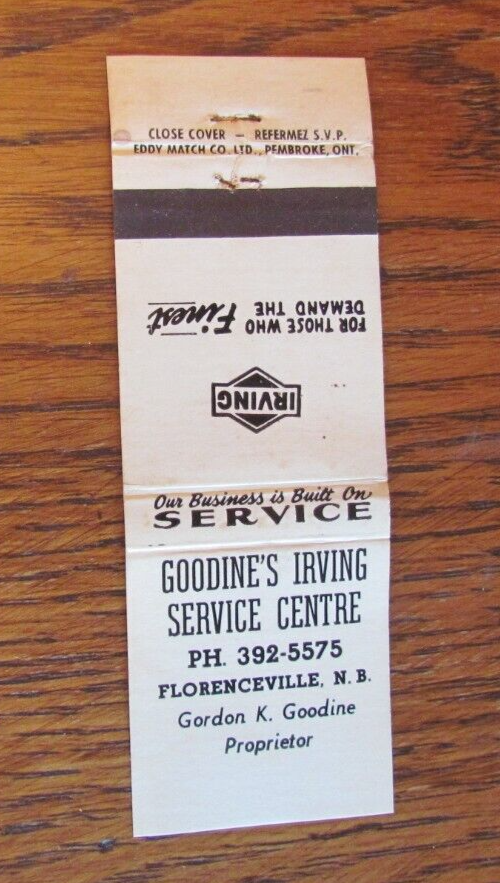 CLOSE COVER — REFERMEZ S.V.P.
EDDY MATCH CO. LTD., PEMBROKE, ONT.
FOR THOSE WHO
DEMAND THE Finest
IRVING
Our Business is Built On
SERVICE
GOODINE'S IRVING
SERVICE CENTRE
PH. 392-5575
FLORENCEVILLE, N. B.
Gordon K. Goodine
Proprietor